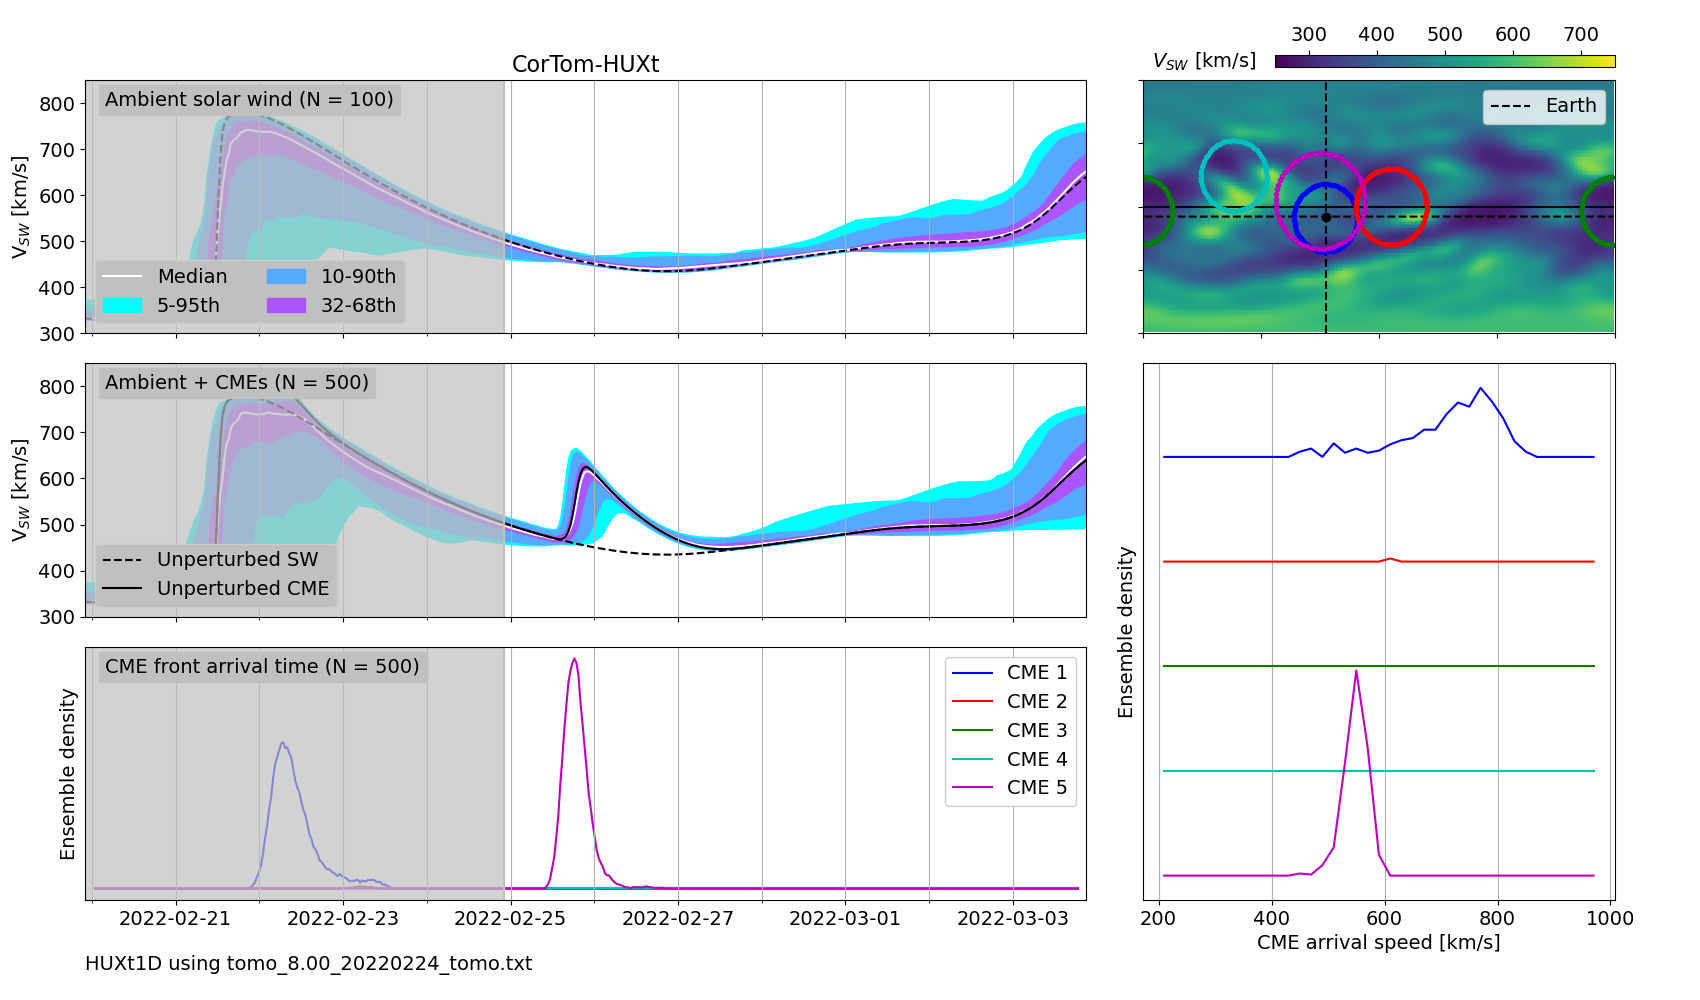 CorTom-HUXt
Ambient solar wind (N = 100)
V_SW [km/s]
800
700
600
500
400
300
Median
10-90th
5-95th
32-68th
V_SW [km/s]
300 400 500 600 700
Earth
Ambient + CMEs (N = 500)
V_SW [km/s]
800
700
600
500
400
300
Unperturbed SW
Unperturbed CME
CME front arrival time (N = 500)
Ensemble density
CME 1
CME 2
CME 3
CME 4
CME 5
2022-02-21 2022-02-23 2022-02-25 2022-02-27 2022-03-01 2022-03-03
Ensemble density
200 400 600 800 1000
CME arrival speed [km/s]
HUXt1D using tomo_8.00_20220224_tomo.txt